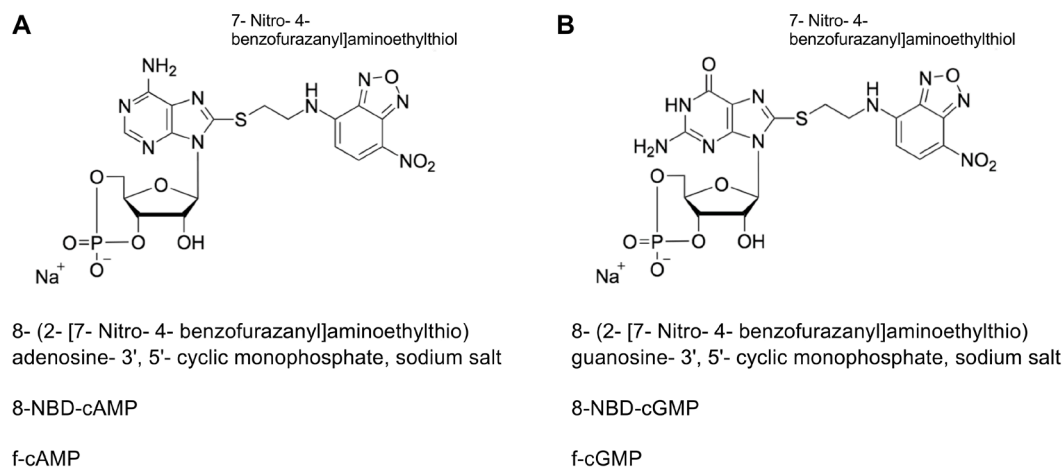 A
7- Nitro- 4-
benzofurazanyl]aminoethylthiol
NH2
N
N
N
N
S
H
N
N
O
N
NO2
O
O
O=P
O
O−
OH
Na+
8- (2- [7- Nitro- 4- benzofurazanyl]aminoethylthio)
adenosine- 3', 5'- cyclic monophosphate, sodium salt
8-NBD-cAMP
f-cAMP
B
7- Nitro- 4-
benzofurazanyl]aminoethylthiol
O
HN
N
H2N
N
N
S
H
N
N
O
N
NO2
O
O
O=P
O
O−
OH
Na+
8- (2- [7- Nitro- 4- benzofurazanyl]aminoethylthio)
guanosine- 3', 5'- cyclic monophosphate, sodium salt
8-NBD-cGMP
f-cGMP